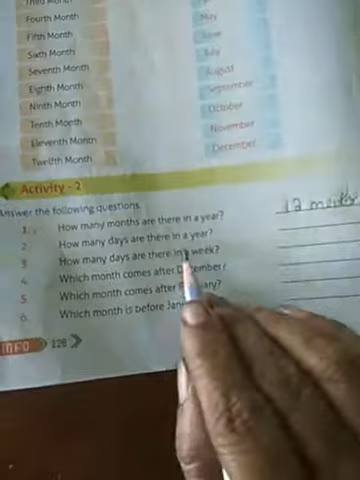 Third Month
Fourth Month May
Fifth Month June
Sixth Month July
Seventh Month August
Eighth Month September
Ninth Month October
Tenth Month November
Eleventh Month December
Twelfth Month
Activity - 2
Answer the following questions.
1. How many months are there in a year? 12 months
2. How many days are there in a year?
3. How many days are there in a week?
4. Which month comes after December?
5. Which month comes after
6. Which month is before
128